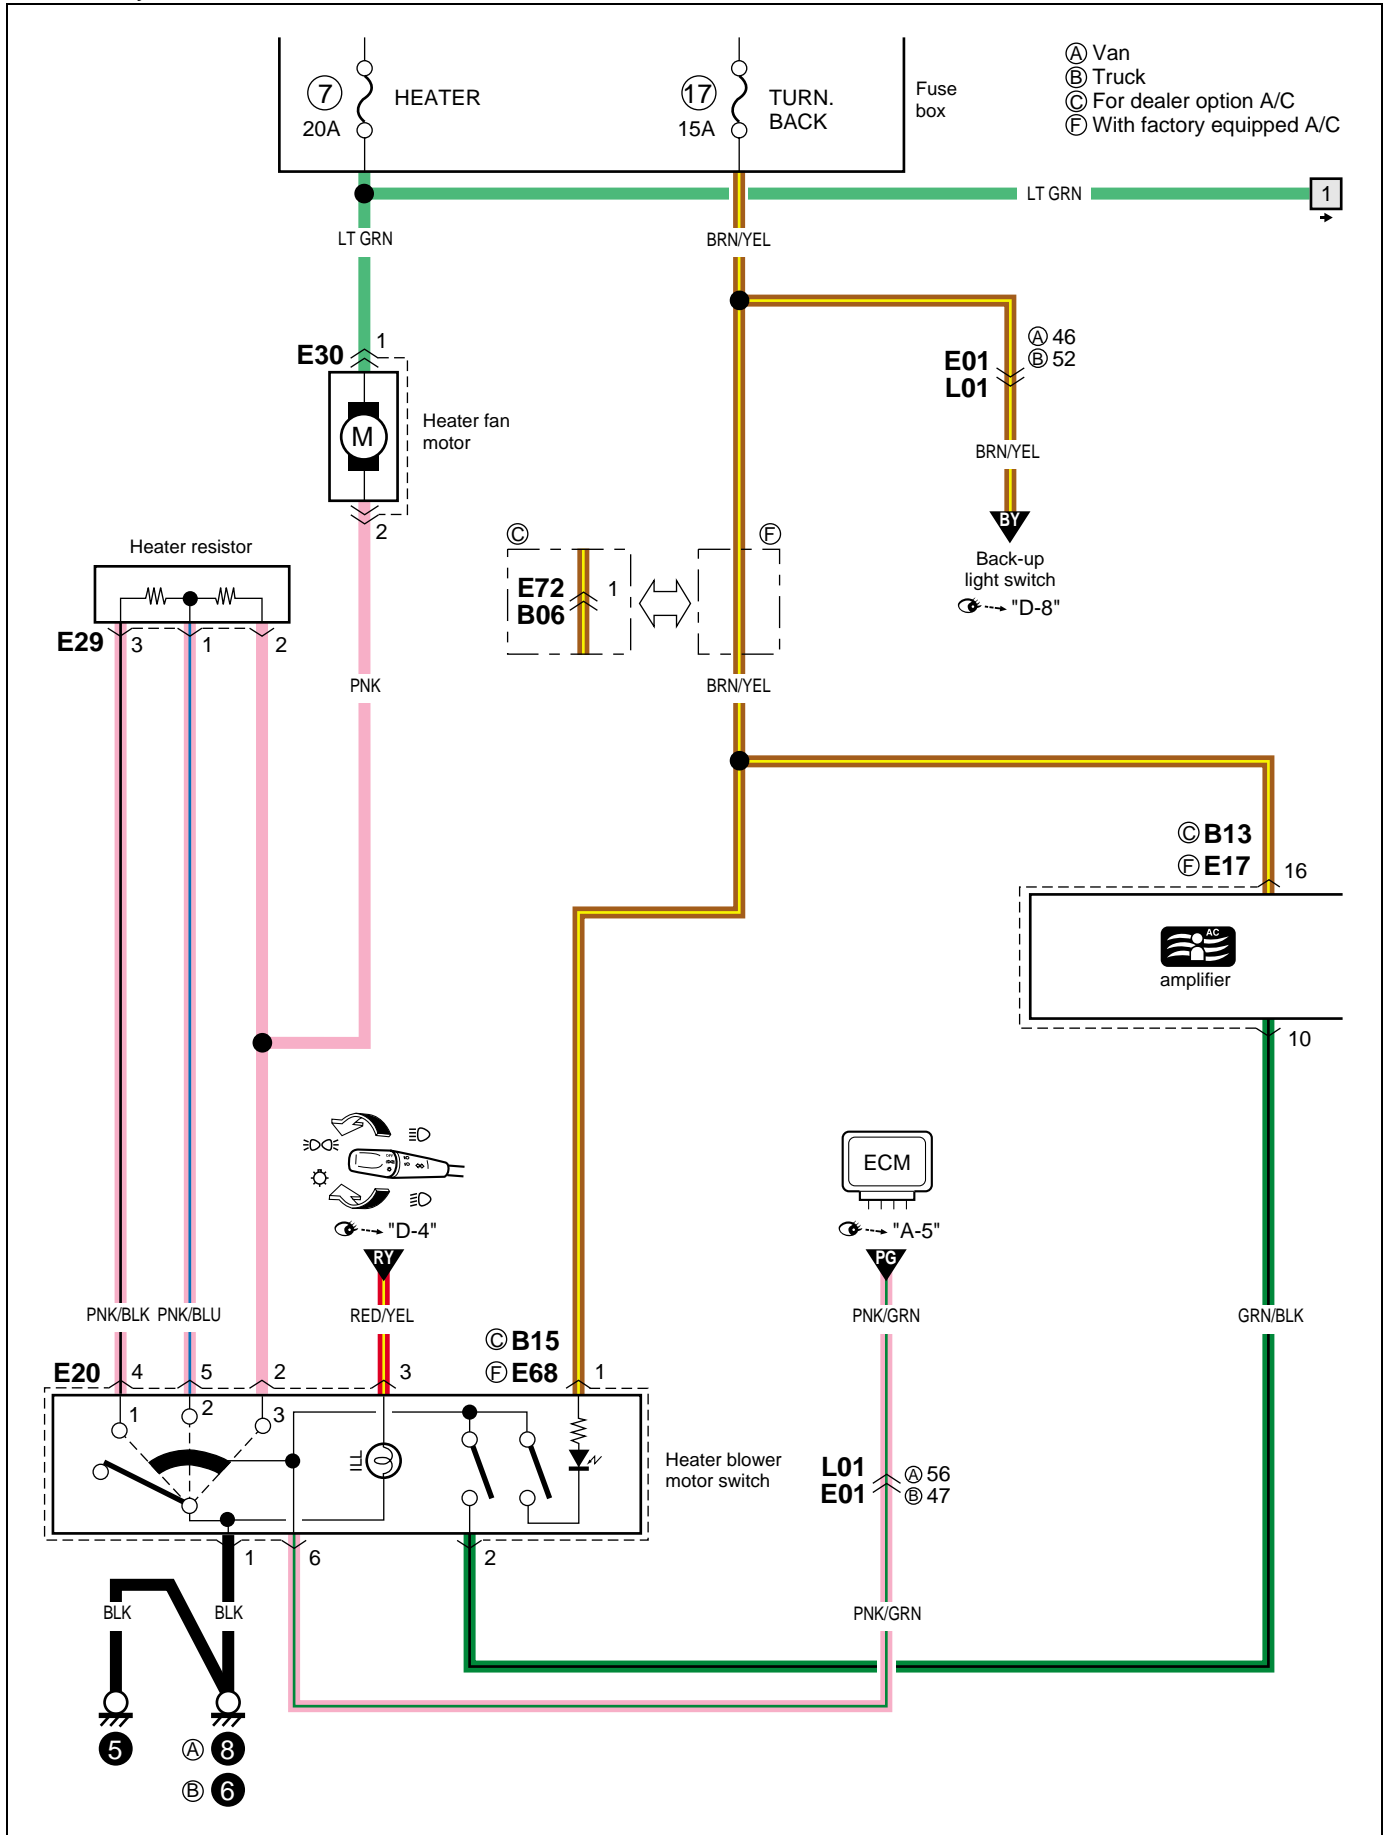 7 HEATER
20A
17 TURN.
15A BACK
Fuse
box
A Van
B Truck
C For dealer option A/C
F With factory equipped A/C
LT GRN
1
LT GRN
BRN/YEL
A 46
B 52
E01
L01
1
E30
M
Heater fan
motor
2
BRN/YEL
BY
Back-up
light switch
"D-8"
C
F
E72
B06
1
Heater resistor
E29 3 1 2
PNK
BRN/YEL
C B13
F E17
16
AC
amplifier
10
"D-4"
RY
ECM
"A-5"
PG
PNK/BLK PNK/BLU
RED/YEL
PNK/GRN
GRN/BLK
C B15
F E68
1
E20 4 5 2 3
1 2 3
ILL
Heater blower
motor switch
L01
E01
A 56
B 47
1 6 2
BLK BLK
PNK/GRN
5
A 8
B 6